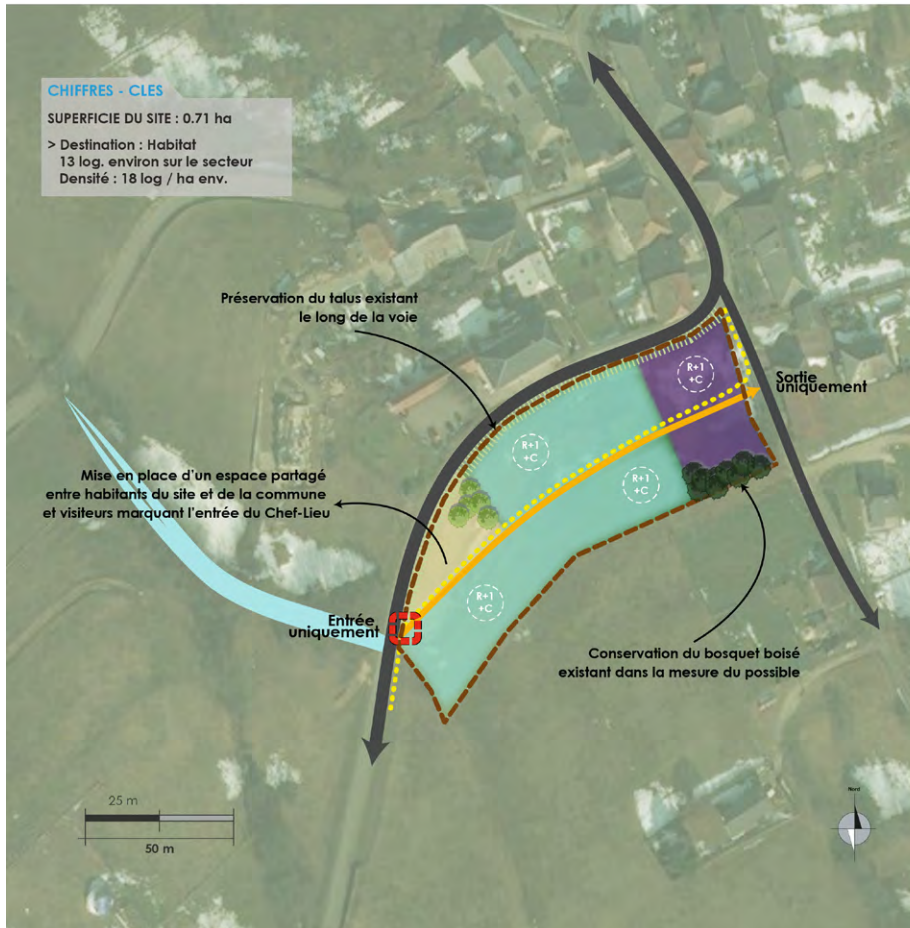 CHIFFRES - CLES
SUPERFICIE DU SITE : 0.71 ha
> Destination : Habitat
13 log. environ sur le secteur
Densité : 18 log / ha env.
Préservation du talus existant
le long de la voie
R+1
+C
Sortie
uniquement
R+1
+C
R+1
+C
Mise en place d'un espace partagé
entre habitants du site et de la commune
et visiteurs marquant l'entrée du Chef-Lieu
R+1
+C
Entrée
uniquement
Conservation du bosquet boisé
existant dans la mesure du possible
25 m
50 m
Nord